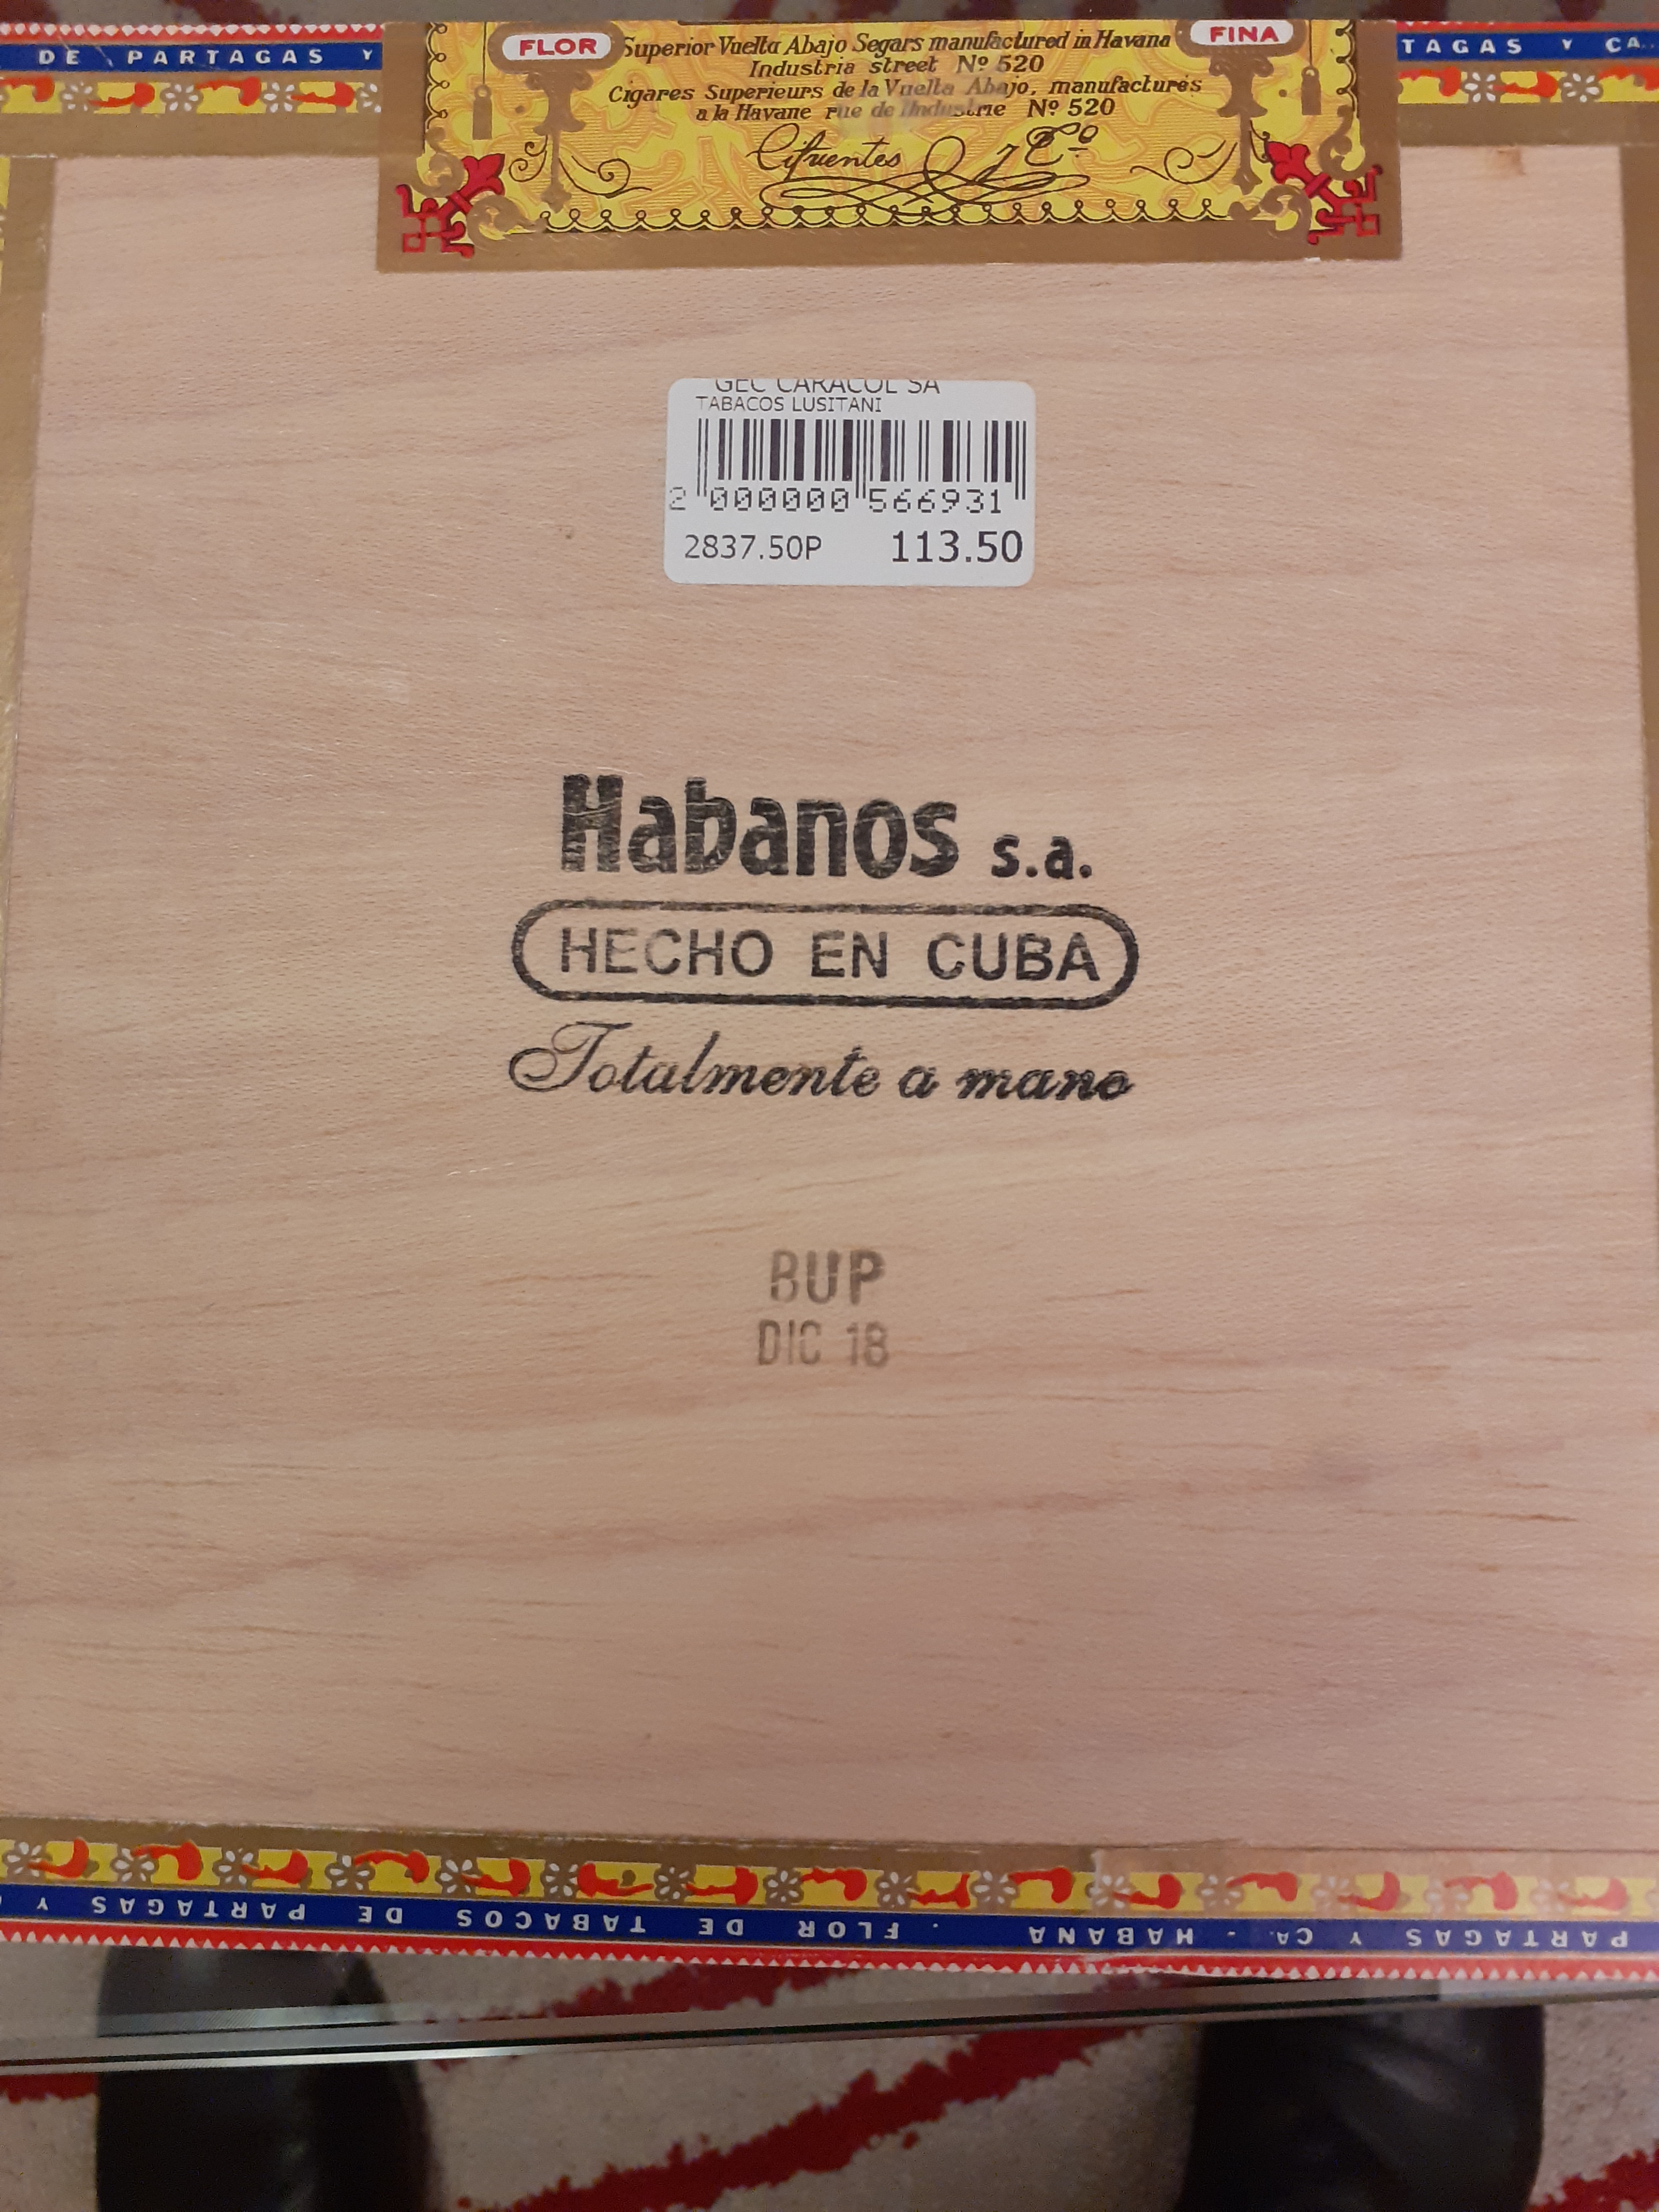 DE PARTAGAS Y
FLOR
FINA
TAGAS Y CA.
Superior Vuelta Abajo Segars manufactured in Havana
Industria street Nº 520
Cigares Superieurs de la Vuelta Abajo, manufacturés
a la Havane rue de Industrie Nº 520
Cifuentes y Cº
GEC CARACOL SA
TABACOS LUSITANI
2 000000 566931
2837.50P 113.50
Habanos s.a.
HECHO EN CUBA
Totalmente a mano
BUP
DIC 18
PARTAGAS Y CA. - HABANA . FLOR DE TABACOS DE PARTAGAS Y